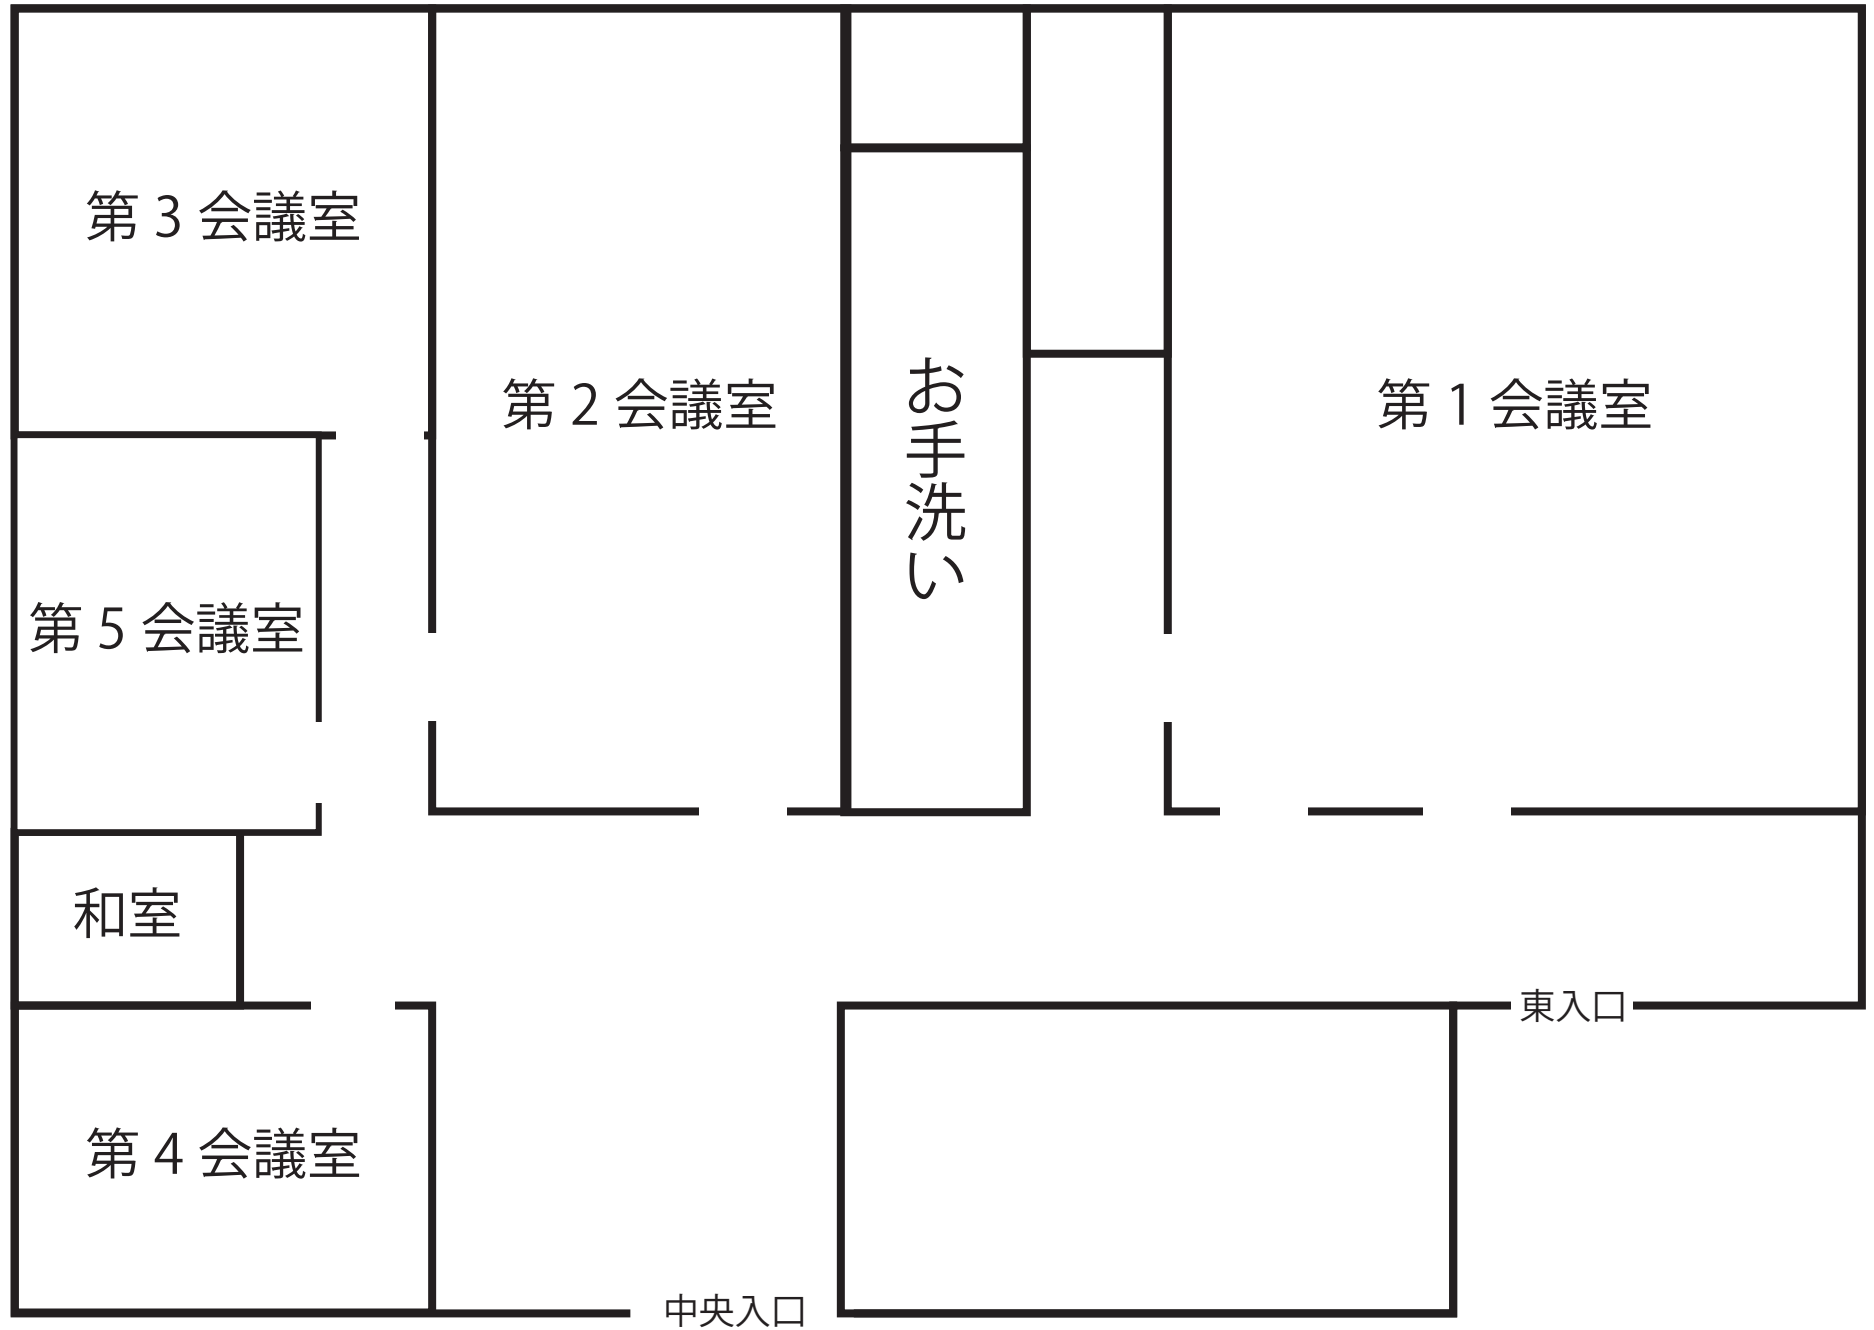 第 3 会議室
第 2 会議室
お手洗い
第 1 会議室
第 5 会議室
和室
東入口
第 4 会議室
中央入口